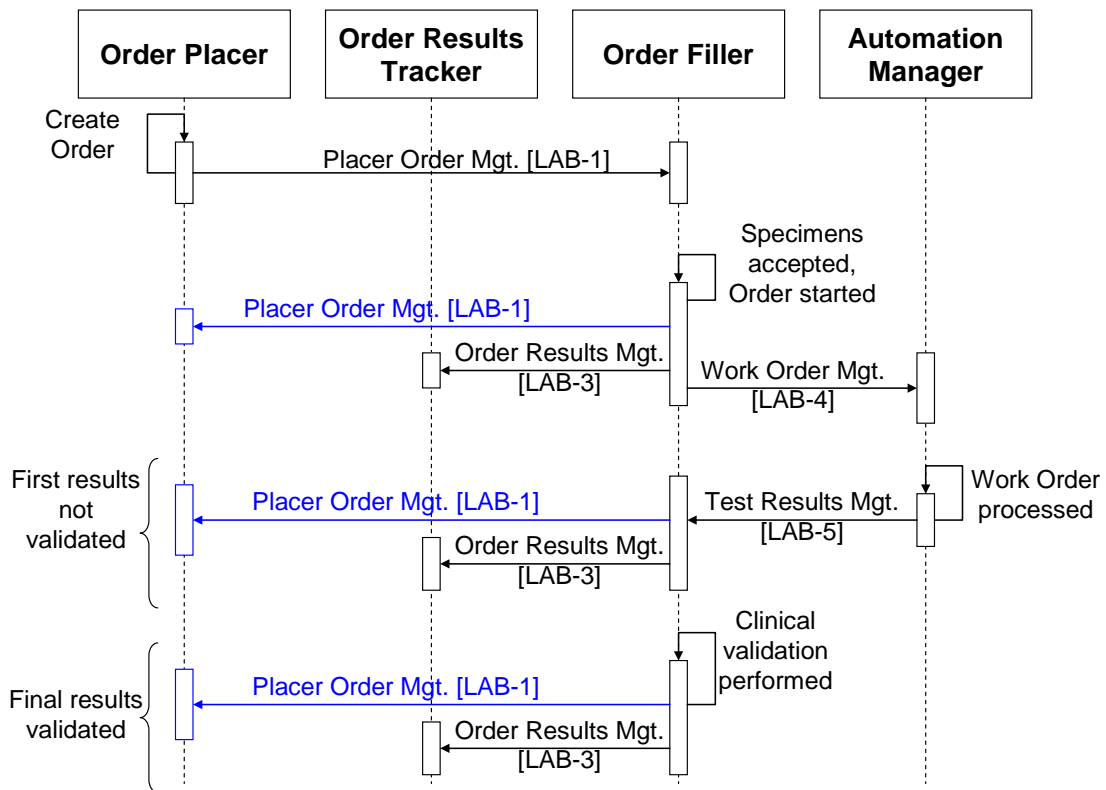 Order Placer
Order Results
Tracker
Order Filler
Automation
Manager
Create
Order
Placer Order Mgt. [LAB-1]
Specimens
accepted,
Order started
Placer Order Mgt. [LAB-1]
Order Results Mgt.
[LAB-3]
Work Order Mgt.
[LAB-4]
First results
not
validated
Placer Order Mgt. [LAB-1]
Test Results Mgt.
[LAB-5]
Work Order
processed
Order Results Mgt.
[LAB-3]
Clinical
validation
performed
Final results
validated
Placer Order Mgt. [LAB-1]
Order Results Mgt.
[LAB-3]